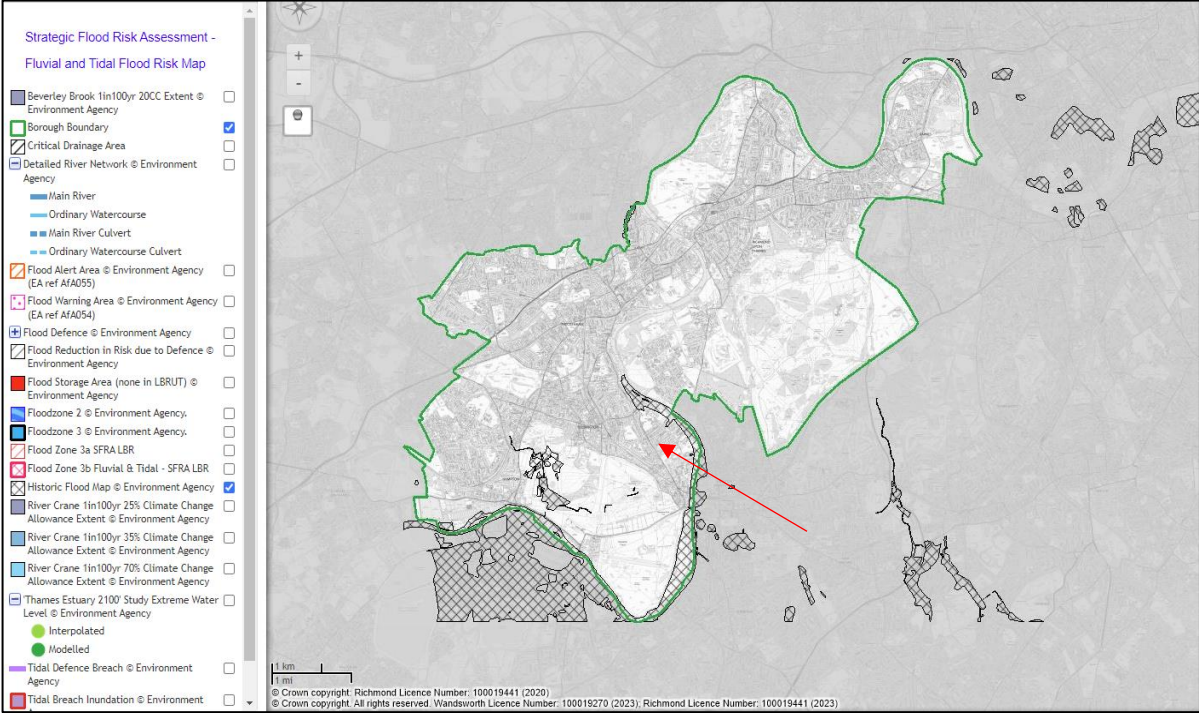 Strategic Flood Risk Assessment -
Fluvial and Tidal Flood Risk Map
Beverley Brook 1in100yr 20CC Extent ©
Environment Agency
Borough Boundary
Critical Drainage Area
Detailed River Network © Environment
Agency
Main River
Ordinary Watercourse
Main River Culvert
Ordinary Watercourse Culvert
Flood Alert Area © Environment Agency
(EA ref AfA055)
Flood Warning Area © Environment Agency
(EA ref AfA054)
Flood Defence © Environment Agency
Flood Reduction in Risk due to Defence ©
Environment Agency
Flood Storage Area (none in LBRUT) ©
Environment Agency
Floodzone 2 © Environment Agency.
Floodzone 3 © Environment Agency.
Flood Zone 3a SFRA LBR
Flood Zone 3b Fluvial & Tidal - SFRA LBR
Historic Flood Map © Environment Agency
River Crane 1in100yr 25% Climate Change
Allowance Extent © Environment Agency
River Crane 1in100yr 35% Climate Change
Allowance Extent © Environment Agency
River Crane 1in100yr 70% Climate Change
Allowance Extent © Environment Agency
'Thames Estuary 2100' Study Extreme Water
Level © Environment Agency
Interpolated
Modelled
Tidal Defence Breach © Environment
Agency
Tidal Breach Inundation © Environment
+
-
1 km
1 mi
© Crown copyright: Richmond Licence Number: 100019441 (2020)
© Crown copyright. All rights reserved. Wandsworth Licence Number: 100019270 (2023); Richmond Licence Number: 100019441 (2023)